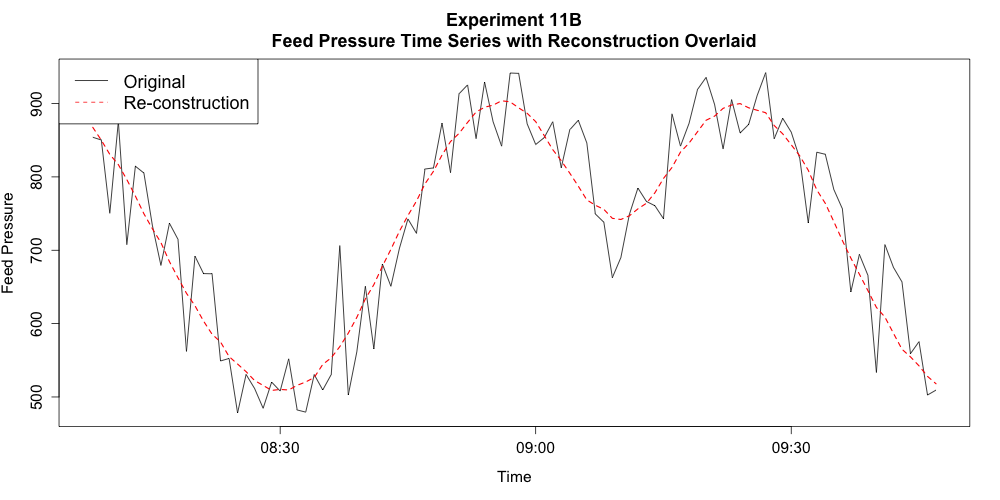 Experiment 11B
Feed Pressure Time Series with Reconstruction Overlaid
Original
Re-construction
Feed Pressure
900
800
700
600
500
08:30
09:00
09:30
Time